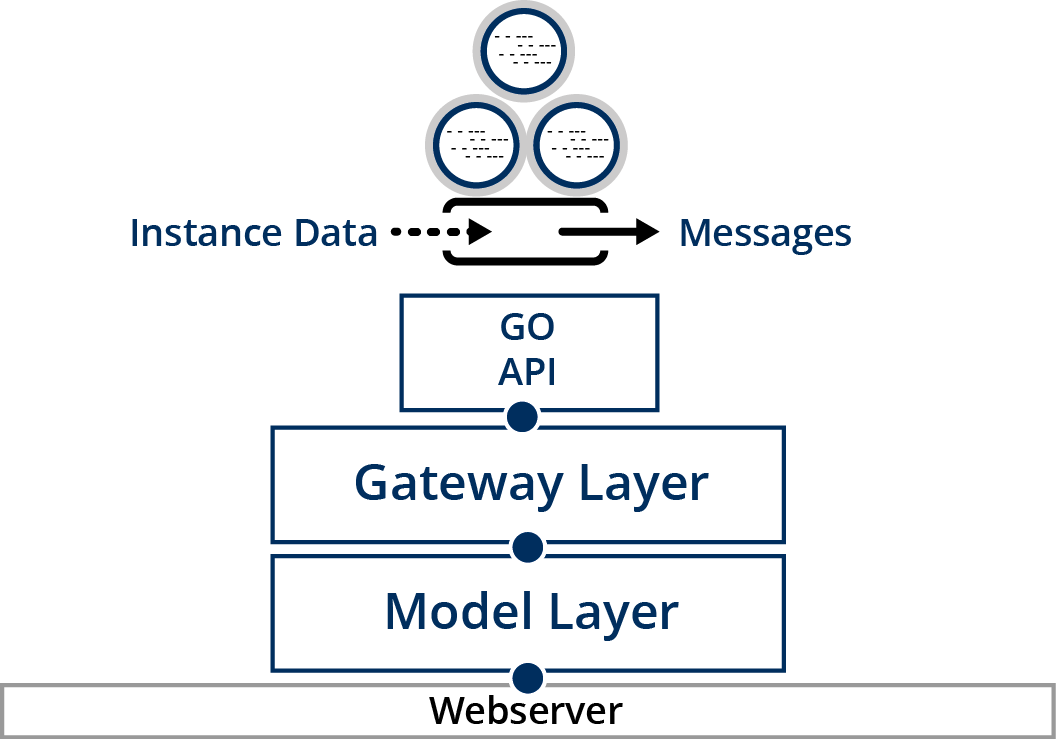 Instance Data
Messages
GO
API
Gateway Layer
Model Layer
Webserver